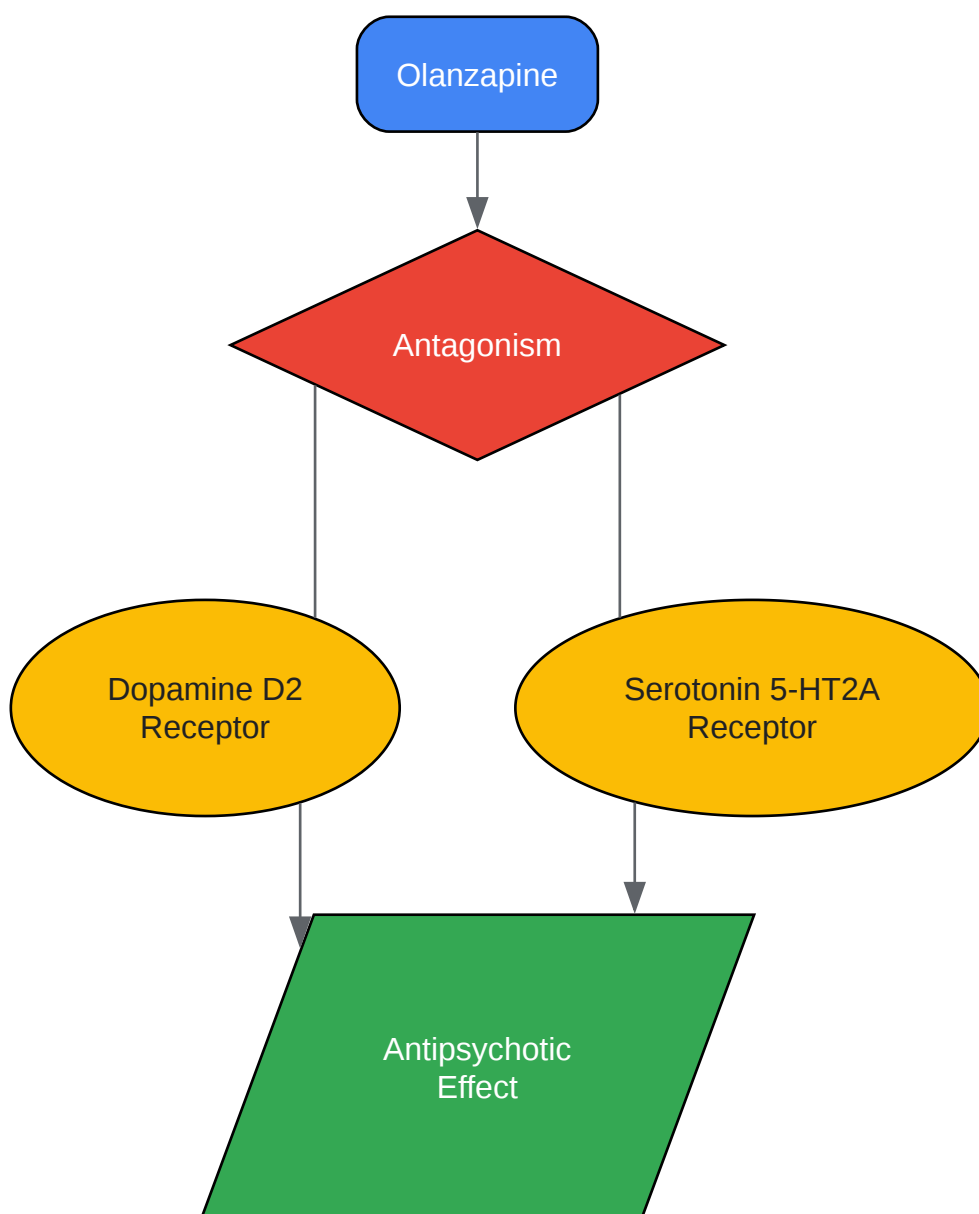 Olanzapine
Antagonism
Dopamine D2
Receptor
Serotonin 5-HT2A
Receptor
Antipsychotic
Effect